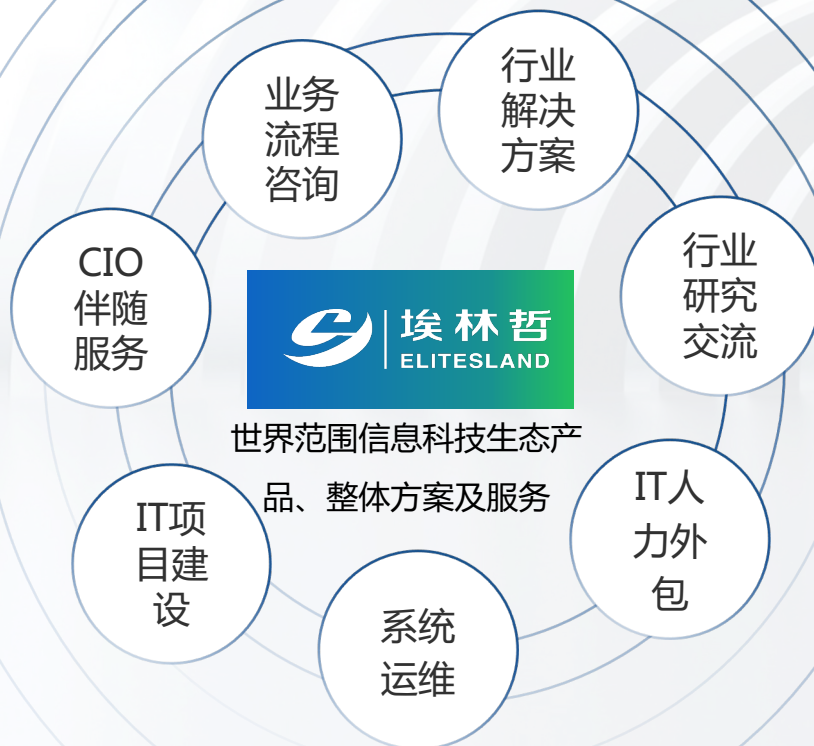 行业
解决
方案
业务
流程
咨询
CIO
伴随
服务
行业
研究
交流
埃林哲
ELITESLAND
世界范围信息科技生态产
品、整体方案及服务
IT项
目建
设
IT人
力外
包
系统
运维